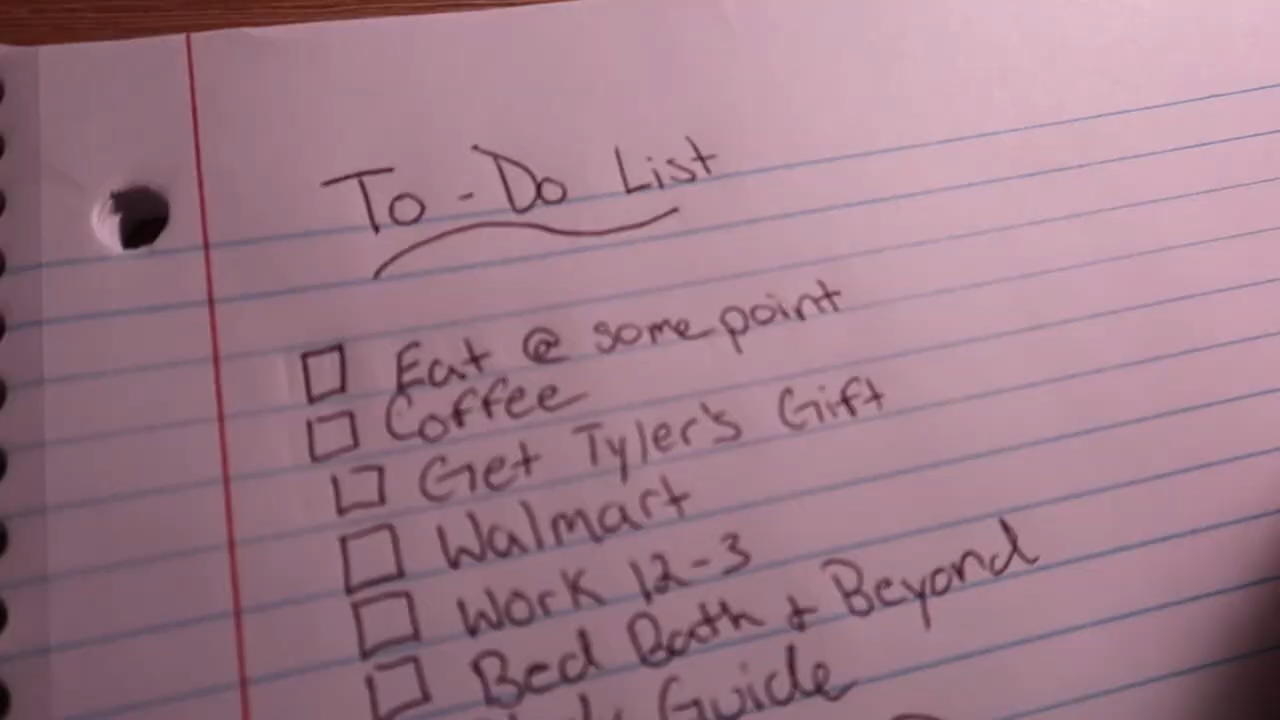 To-Do List
Eat @ some point
Coffee
Get Tyler's Gift
Walmart
Work 12-3
Bed Bath & Beyond
Guide